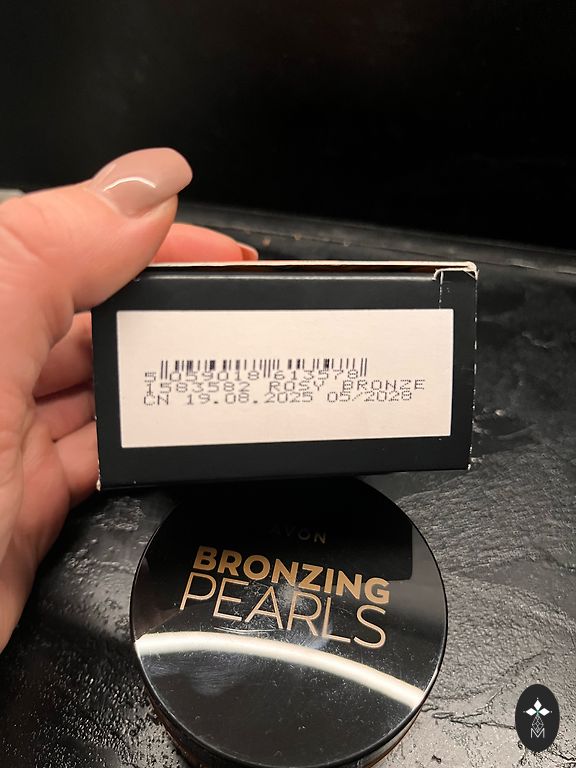 5 059018 613578
1583582 ROSY BRONZE
CN 19.08.2025 05/2028
AVON
BRONZING
PEARLS
M